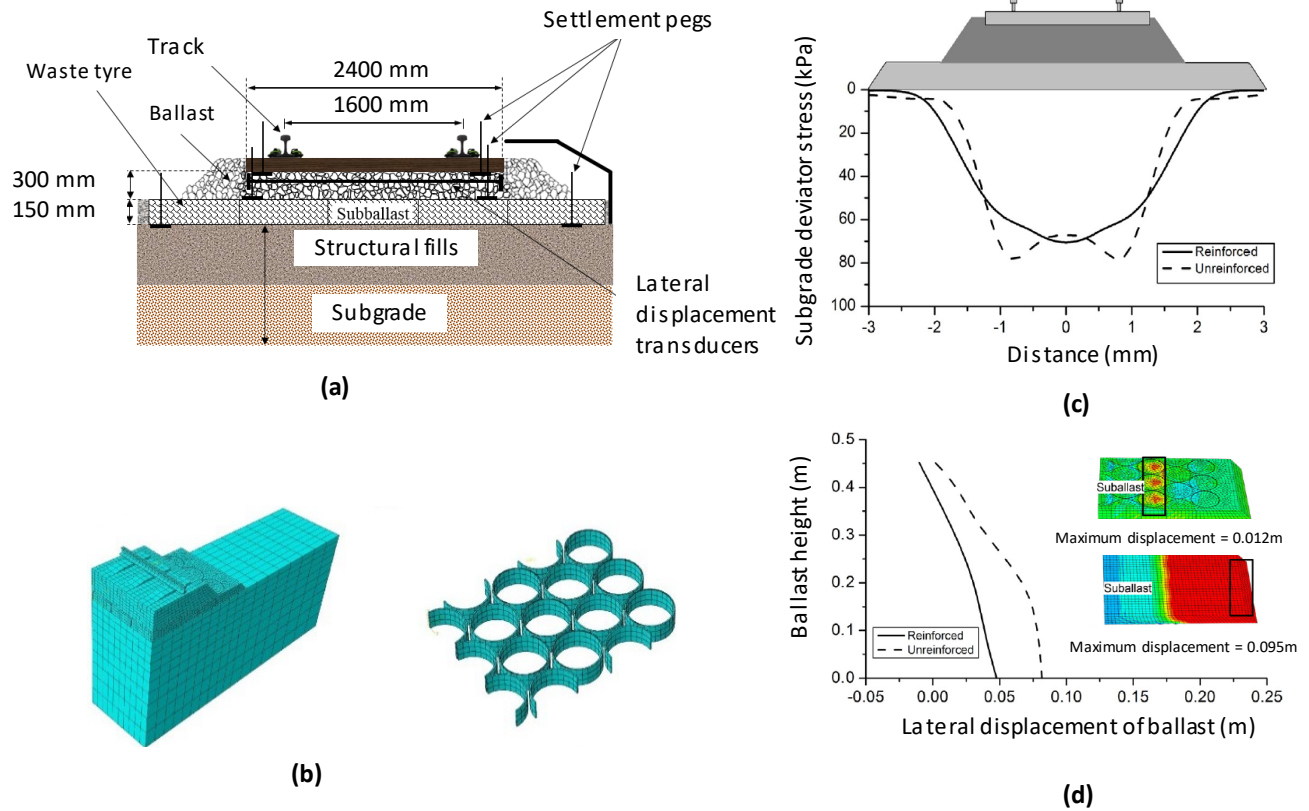 Settlement pegs
Track
Waste tyre
2400 mm
1600 mm
Ballast
300 mm
150 mm
Subballast
Structural fills
Subgrade
Lateral
displacement
transducers
(a)
(b)
Subgrade deviator stress (kPa)
0
20
40
60
80
100
Reinforced
Unreinforced
-3
-2
-1
0
1
2
3
Distance (mm)
(c)
Ballast height (m)
0.5
0.4
0.3
0.2
0.1
0.0
Suballast
Maximum displacement = 0.012m
Suballast
Maximum displacement = 0.095m
Reinforced
Unreinforced
-0.05
0.00
0.05
0.10
0.15
0.20
0.25
Lateral displacement of ballast (m)
(d)